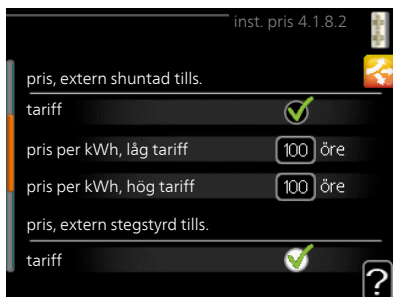 inst. pris 4.1.8.2
pris, extern shuntad tills.
tariff
pris per kWh, låg tariff 100 öre
pris per kWh, hög tariff 100 öre
pris, extern stegstyrd tills.
tariff
?